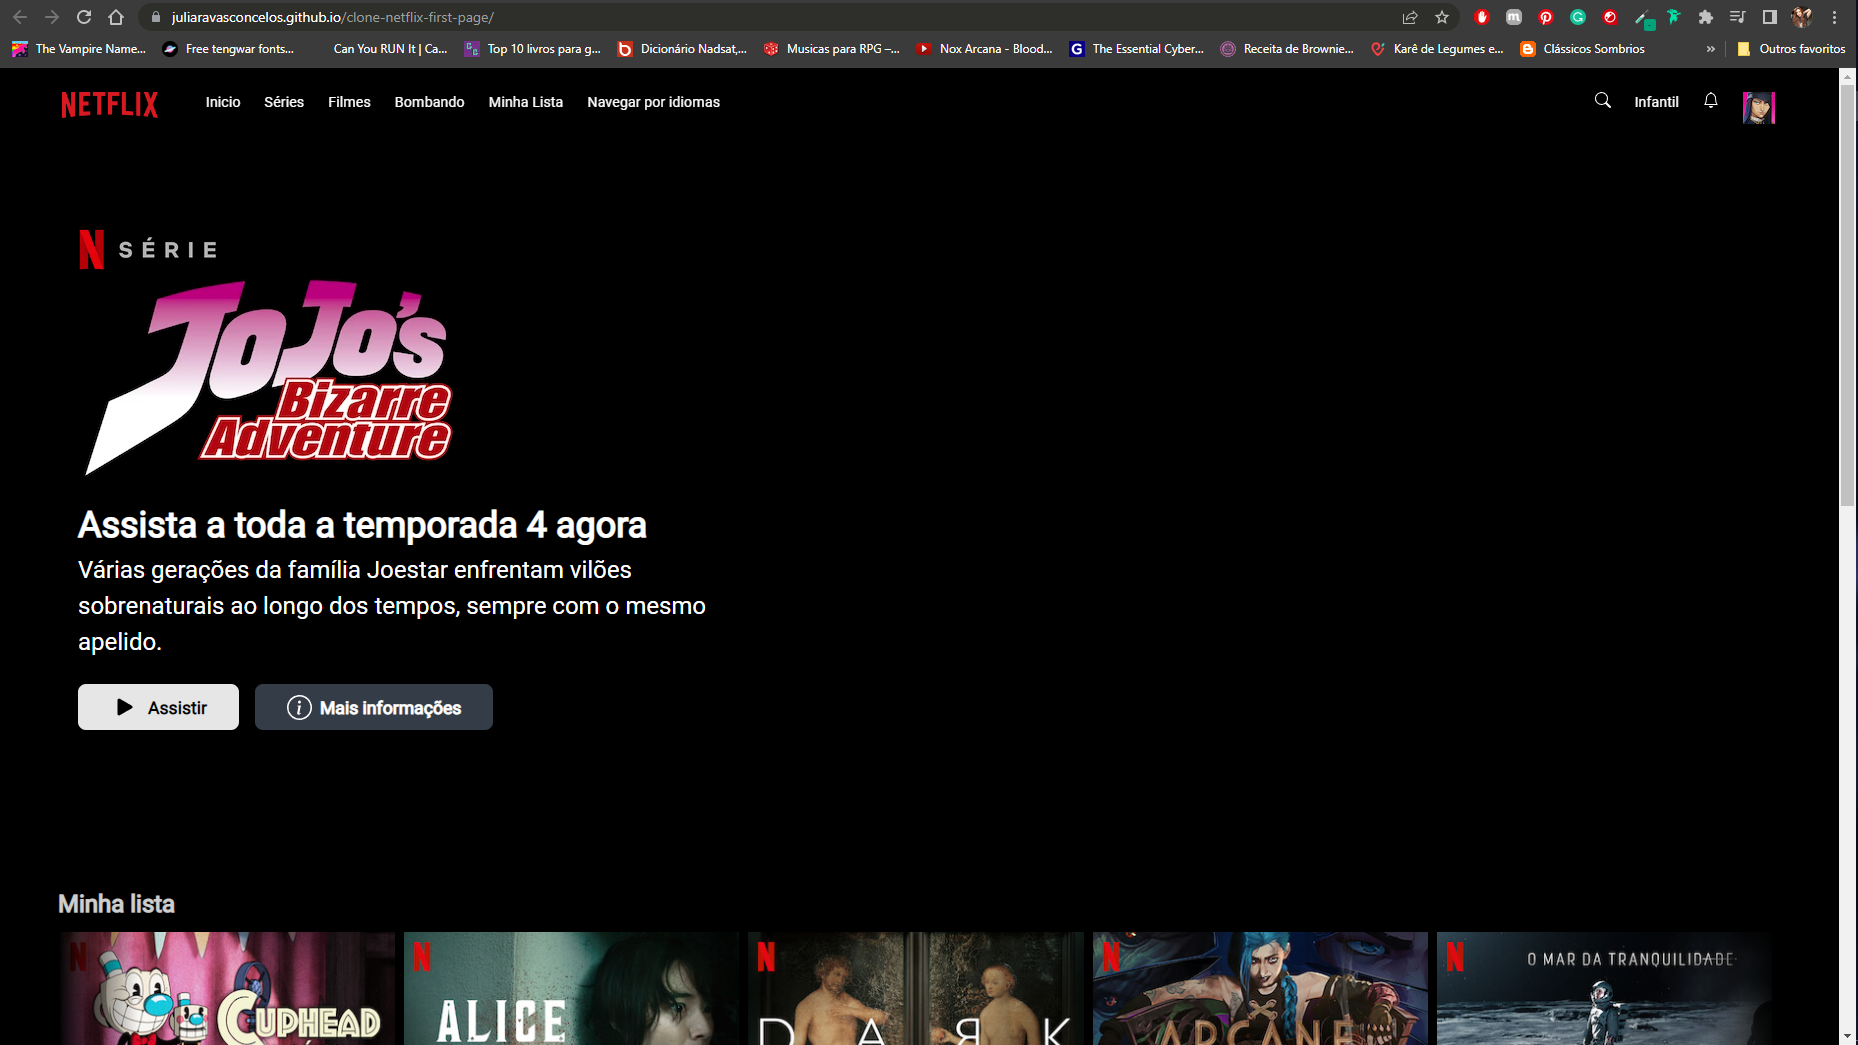 juliaravasconcelos.github.io/clone-netflix-first-page/
The Vampire Name...
Free tengwar fonts...
Can You RUN It | Ca...
Top 10 livros para g...
Dicionário Nadsat,...
Musicas para RPG –...
Nox Arcana - Blood...
The Essential Cyber...
Receita de Brownie...
Karê de Legumes e...
Clássicos Sombrios
»
Outros favoritos
NETFLIX
Inicio
Séries
Filmes
Bombando
Minha Lista
Navegar por idiomas
Infantil
N SÉRIE
JoJo's
Bizarre
Adventure
Assista a toda a temporada 4 agora
Várias gerações da família Joestar enfrentam vilões
sobrenaturais ao longo dos tempos, sempre com o mesmo
apelido.
Assistir
Mais informações
Minha lista
N
CUPHEAD
N
ALICE
N
DARK
N
ARCANE
N
O MAR DA TRANQUILIDADE